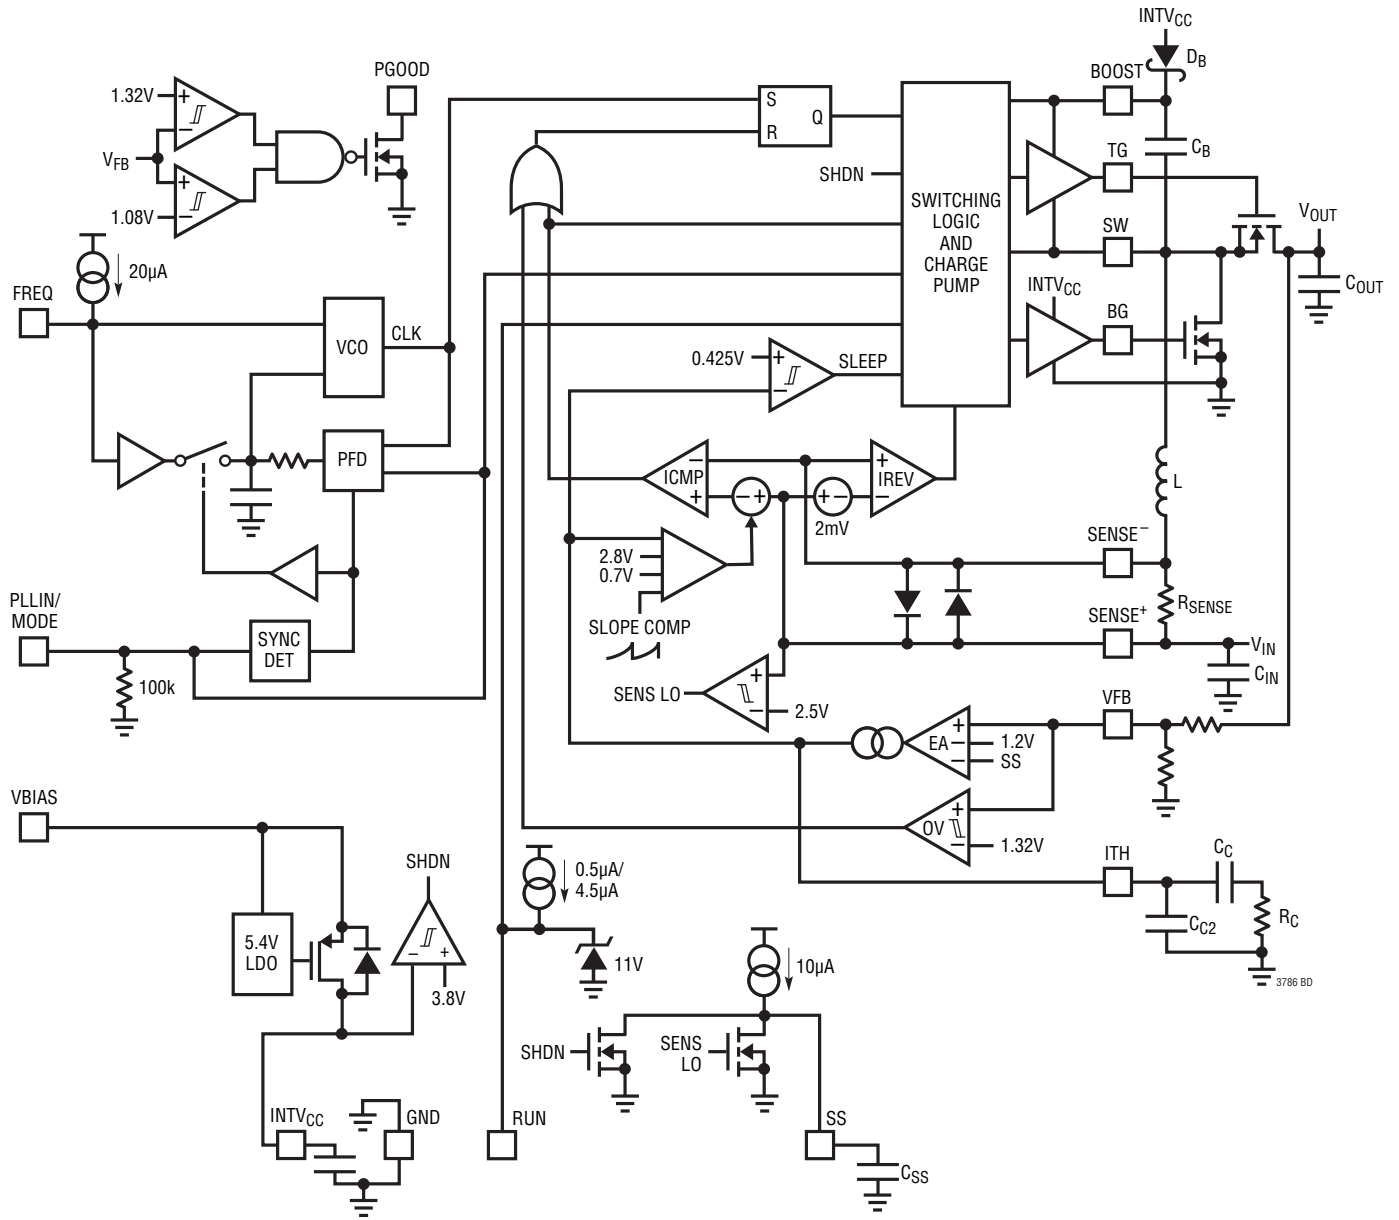 INTVCC
DB
BOOST
PGOOD
1.32V
+
−
VFB
+
−
1.08V
S
R
Q
CB
TG
SHDN
SWITCHING
LOGIC
AND
CHARGE
PUMP
SW
VOUT
COUT
20µA
FREQ
INTVCC
BG
VCO
CLK
0.425V
+
−
SLEEP
PFD
ICMP
−
+
− +
+ −
2mV
+
−
IREV
L
2.8V
0.7V
SLOPE COMP
SENSE−
RSENSE
SENSE+
VIN
CIN
PLLIN/
MODE
SYNC
DET
100k
SENS LO
+
−
2.5V
VFB
EA
+
−
−
1.2V
SS
OV
+
−
1.32V
VBIAS
SHDN
0.5µA/
4.5µA
ITH
CC
RC
CC2
3786 BD
5.4V
LDO
−
+
3.8V
11V
10µA
SHDN
SENS
LO
INTVCC
GND
RUN
SS
CSS